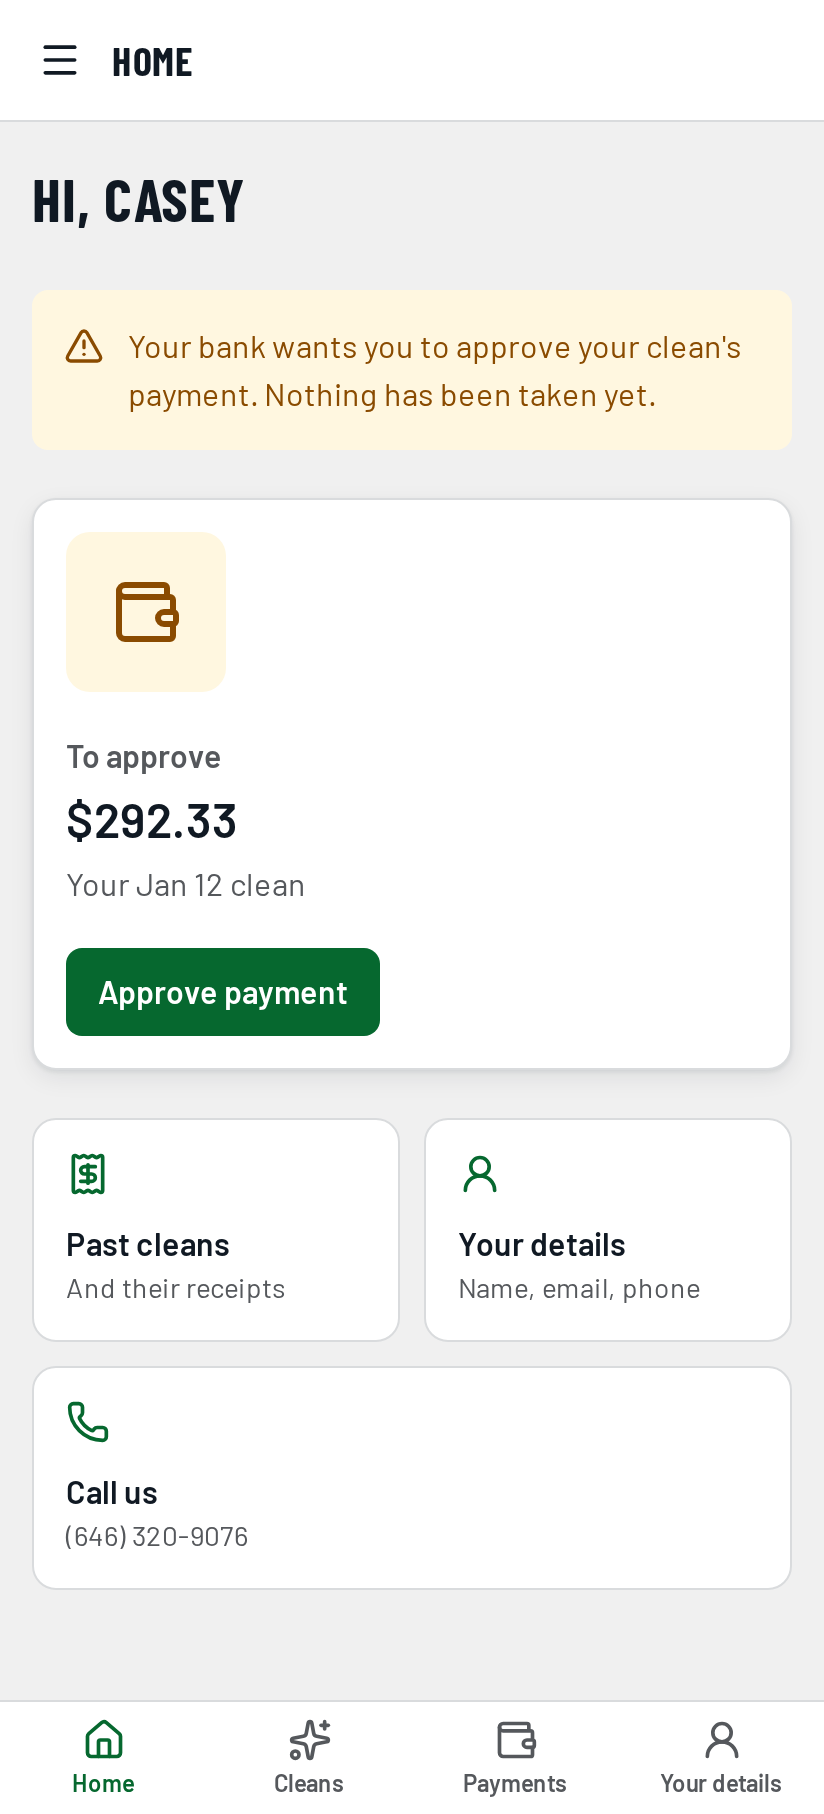 HOME
HI, CASEY
Your bank wants you to approve your clean's
payment. Nothing has been taken yet.
To approve
$292.33
Your Jan 12 clean
Approve payment
Past cleans
And their receipts
Your details
Name, email, phone
Call us
(646) 320-9076
Home
Cleans
Payments
Your details